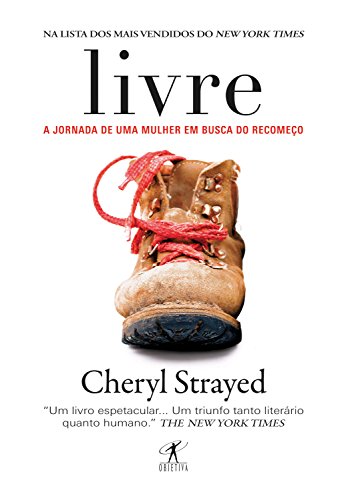 NA LISTA DOS MAIS VENDIDOS DO NEW YORK TIMES
livre
A JORNADA DE UMA MULHER EM BUSCA DO RECOMEÇO
Cheryl Strayed
“Um livro espetacular... Um triunfo tanto literário
quanto humano.” THE NEW YORK TIMES
OBJETIVA